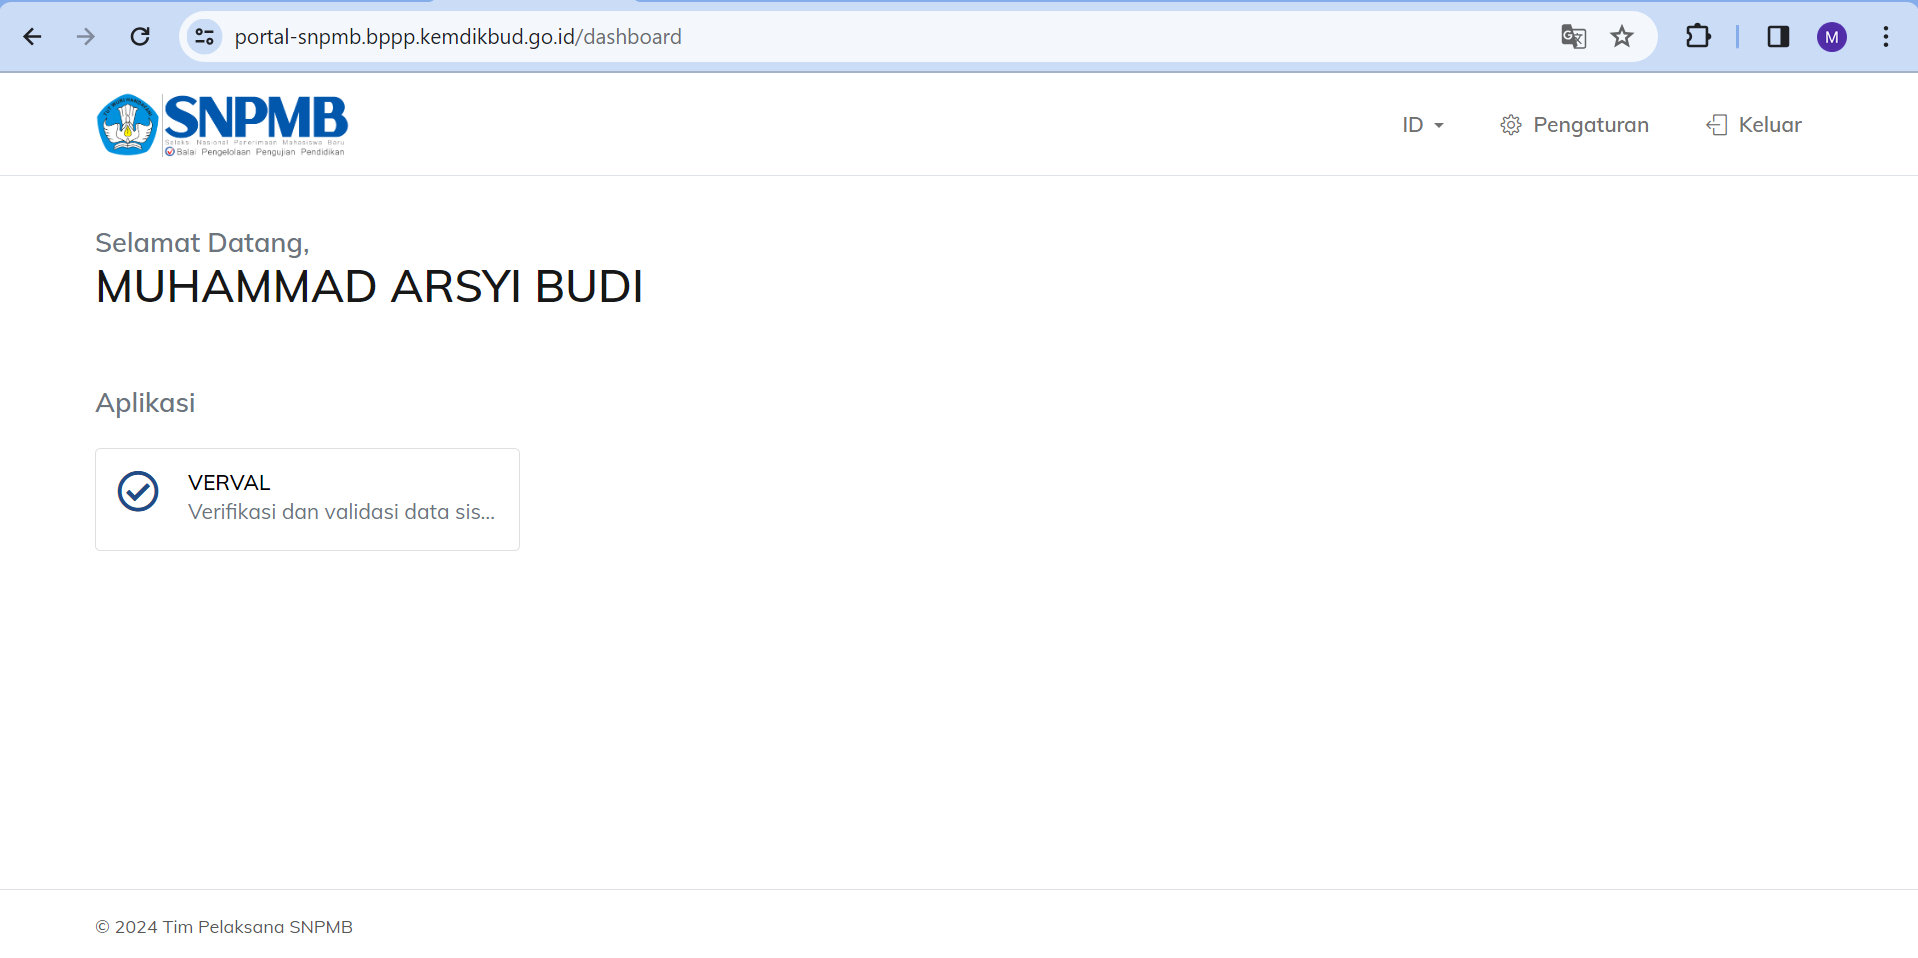 portal-snpmb.bppp.kemdikbud.go.id/dashboard
M
SNPMB
Seleksi Nasional Penerimaan Mahasiswa Baru
Balai Pengelolaan Pengujian Pendidikan
ID
Pengaturan
Keluar
Selamat Datang,
MUHAMMAD ARSYI BUDI
Aplikasi
VERVAL
Verifikasi dan validasi data sis...
© 2024 Tim Pelaksana SNPMB